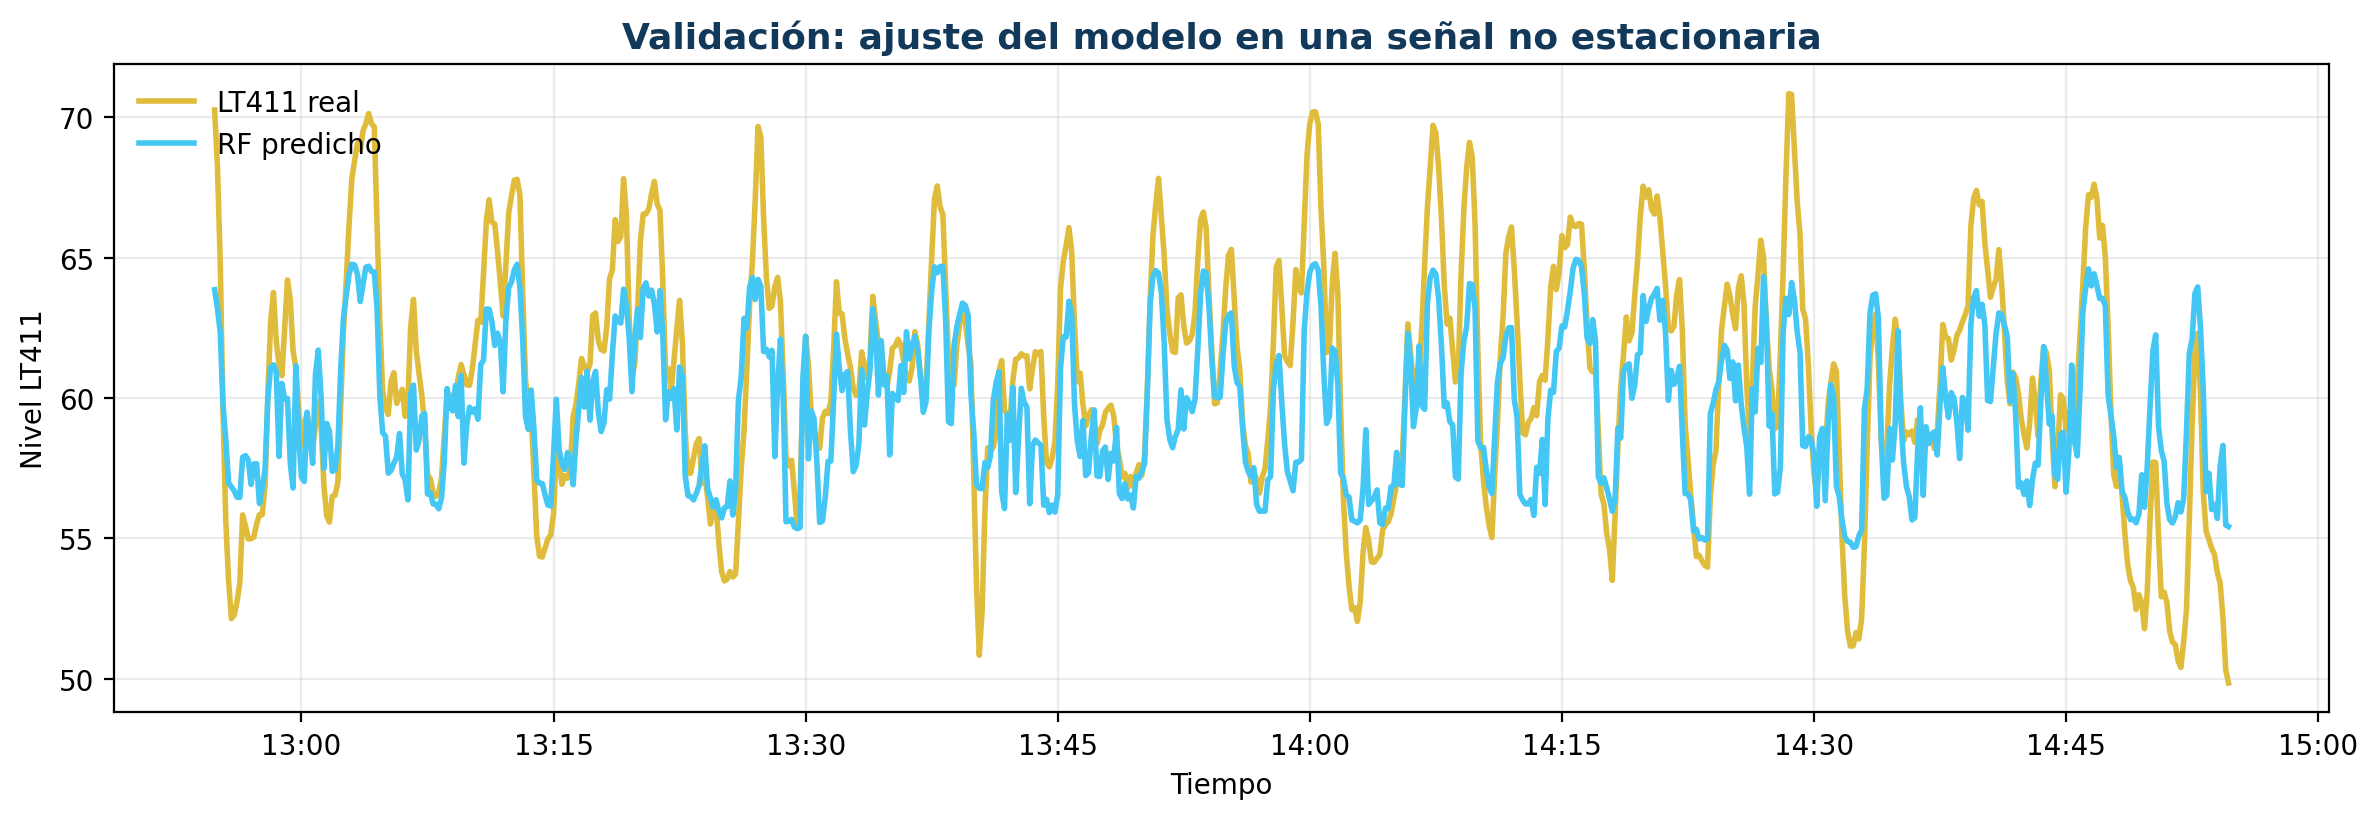 Validación: ajuste del modelo en una señal no estacionaria
LT411 real
RF predicho
Nivel LT411
70
65
60
55
50
13:00 13:15 13:30 13:45 14:00 14:15 14:30 14:45 15:00
Tiempo